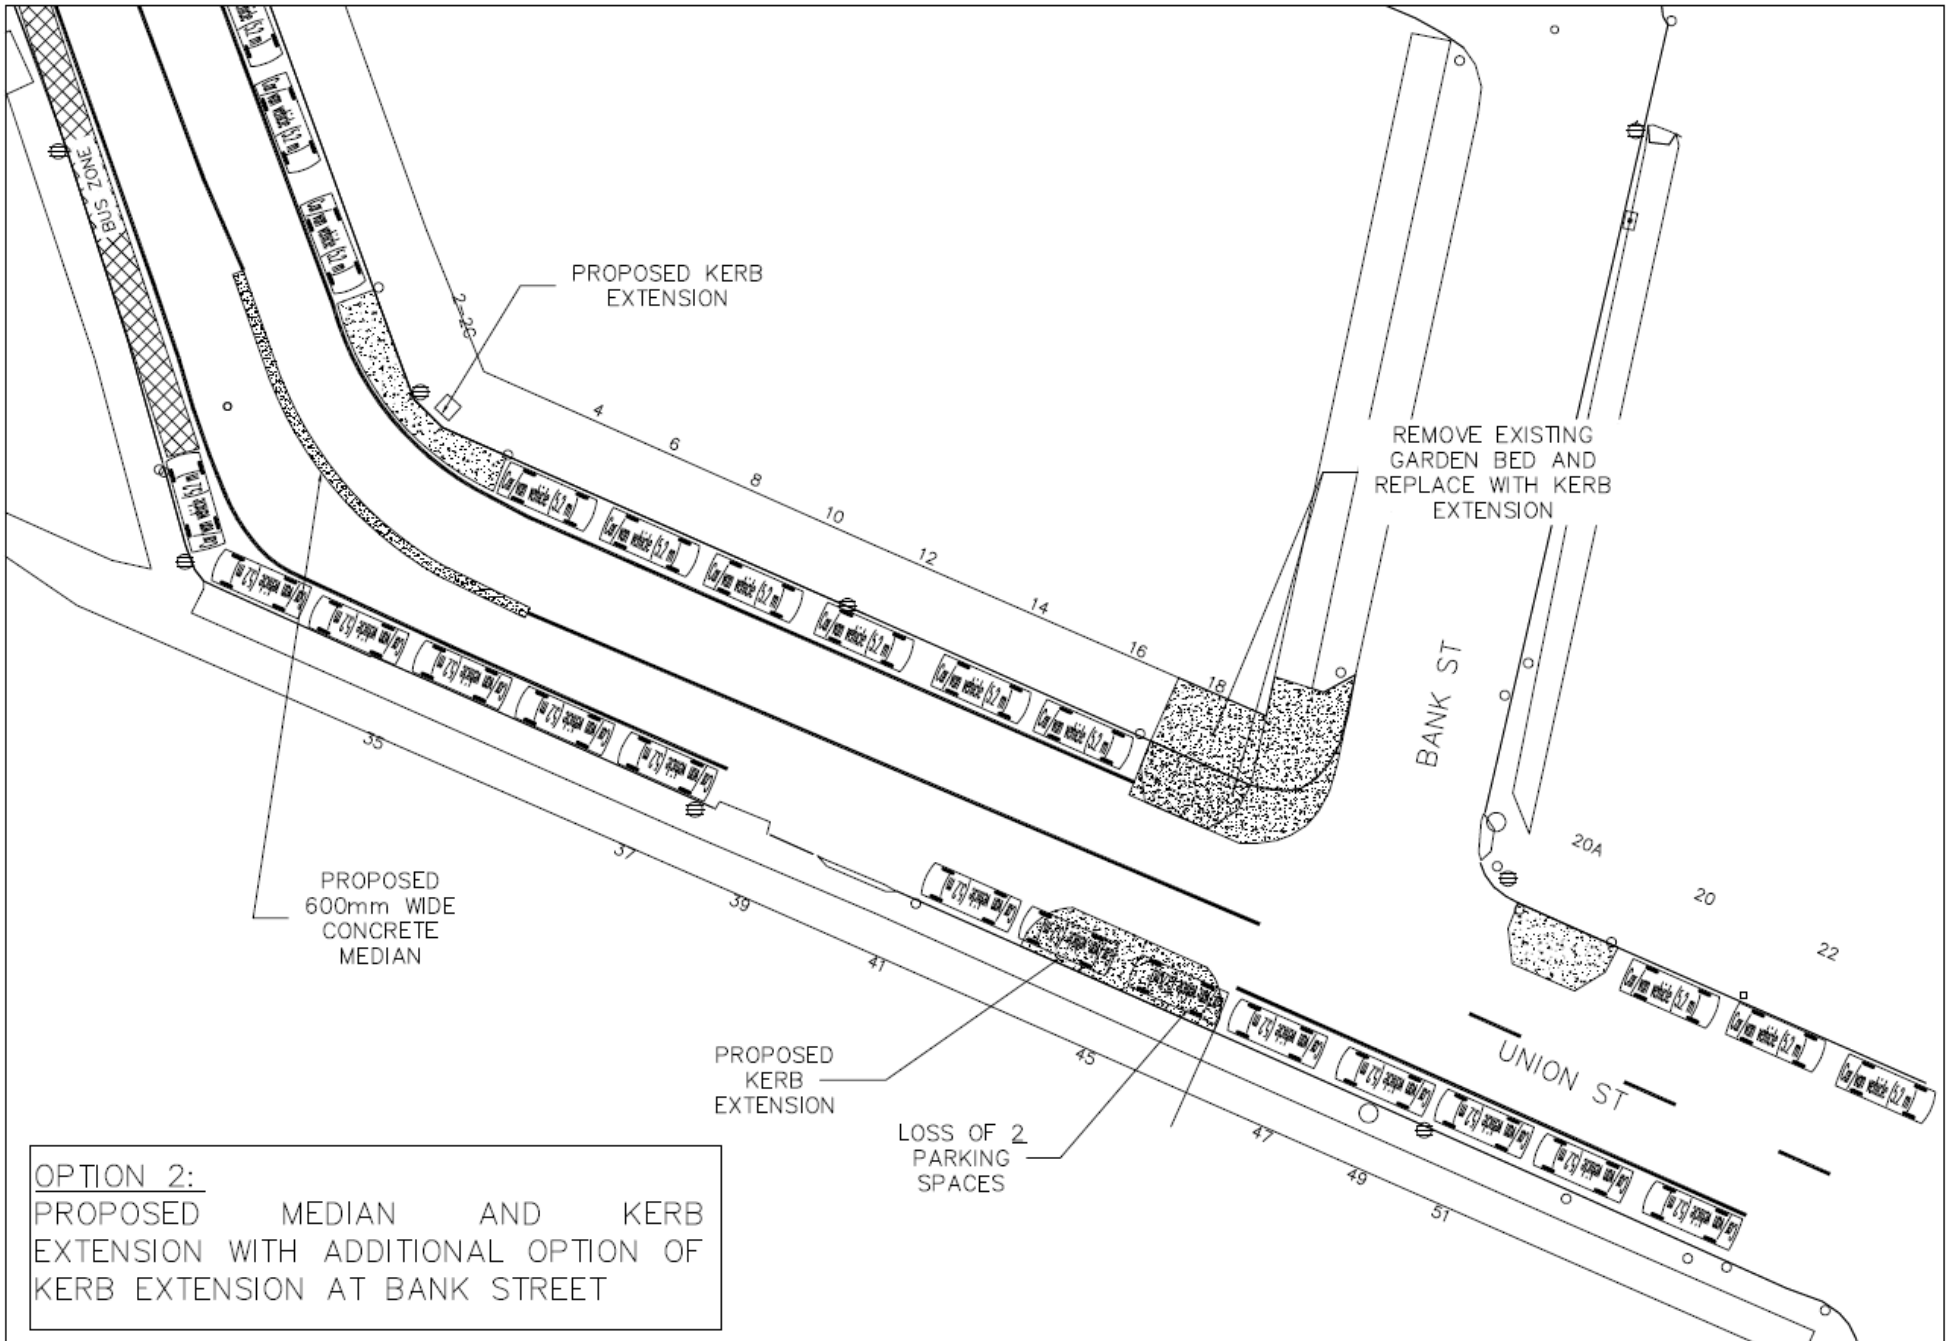 BUS ZONE
PROPOSED KERB
EXTENSION
2-26
4
6
8
10
12
14
16
18
REMOVE EXISTING
GARDEN BED AND
REPLACE WITH KERB
EXTENSION
BANK ST
20A
20
22
35
37
39
41
45
47
49
51
PROPOSED
600mm WIDE
CONCRETE
MEDIAN
PROPOSED
KERB
EXTENSION
LOSS OF 2
PARKING
SPACES
UNION ST
OPTION 2:
PROPOSED MEDIAN AND KERB
EXTENSION WITH ADDITIONAL OPTION OF
KERB EXTENSION AT BANK STREET